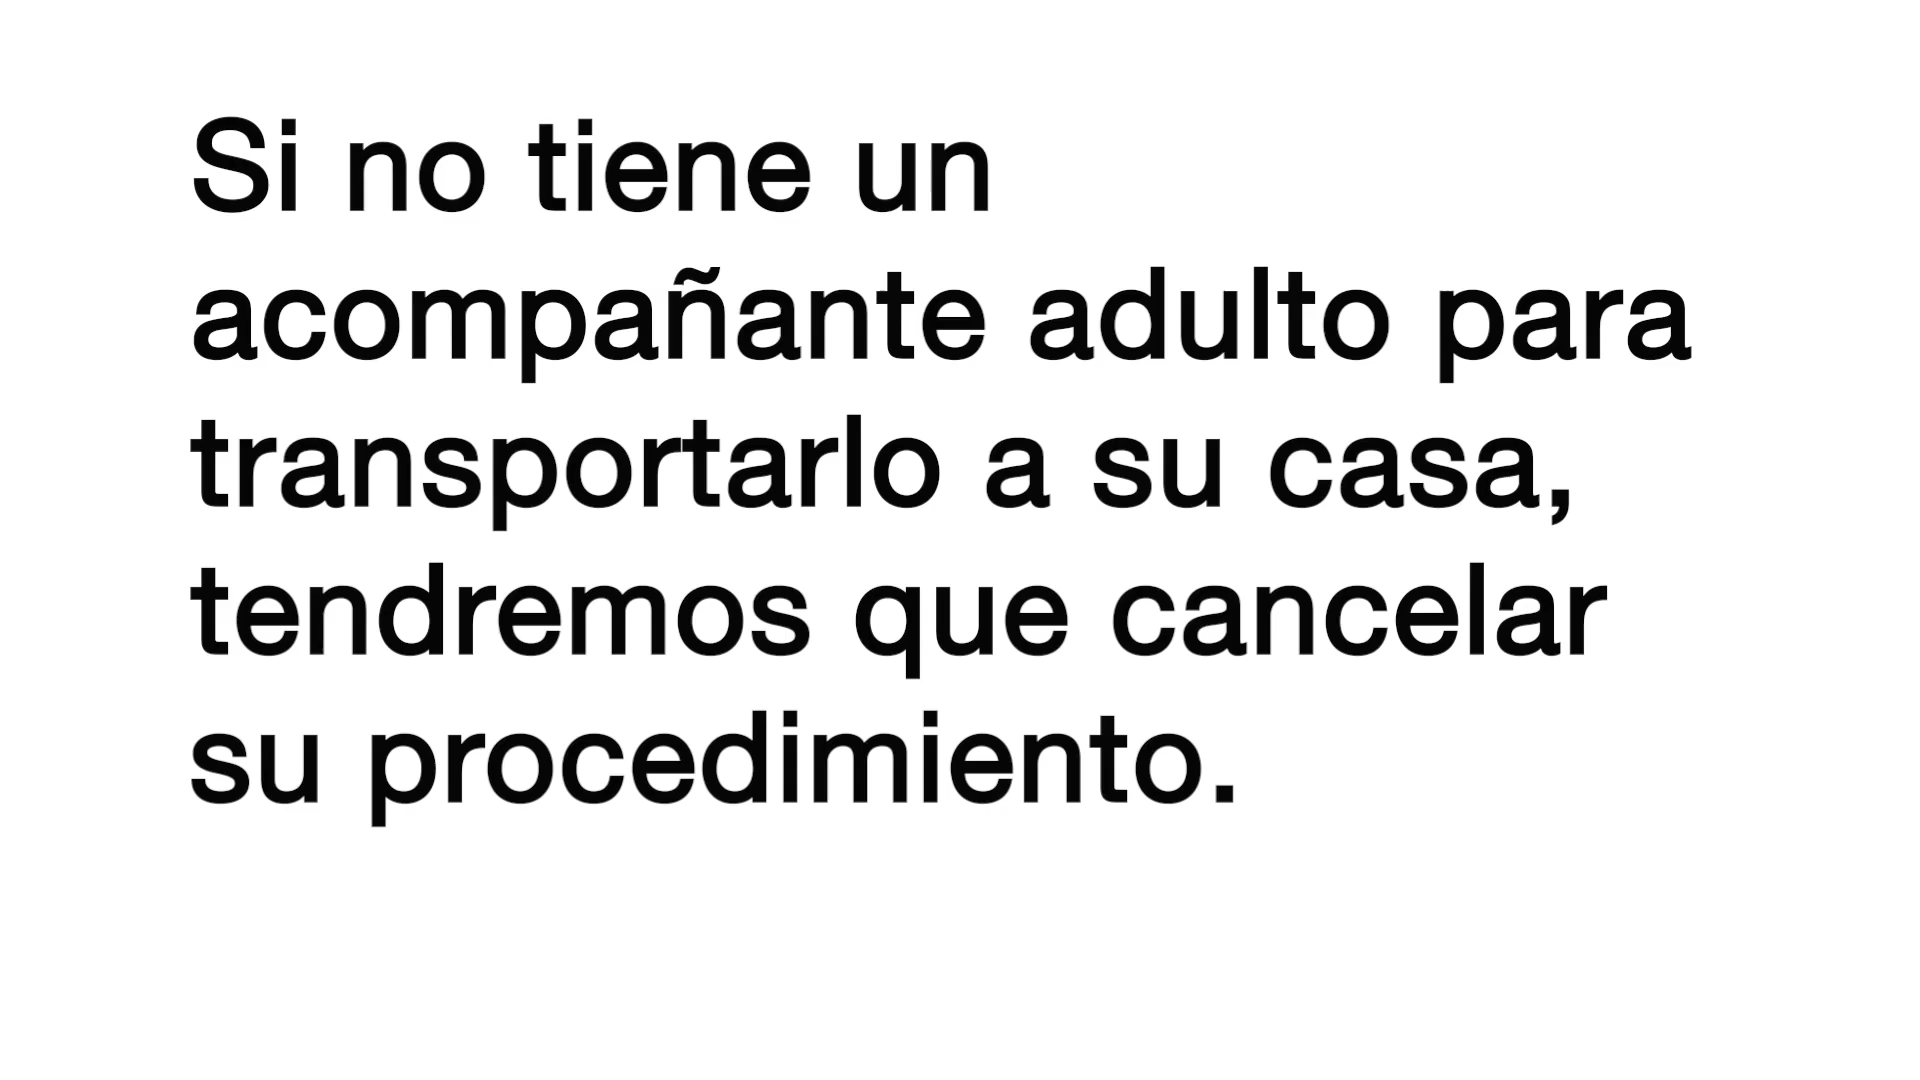 Si no tiene un
acompañante adulto para
transportarlo a su casa,
tendremos que cancelar
su procedimiento.